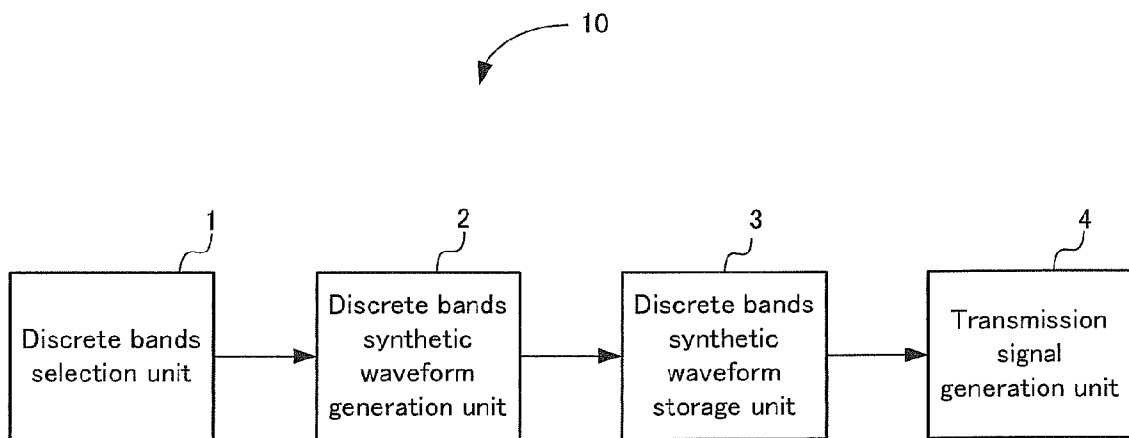 10
1
2
3
4
Discrete bands
selection unit
Discrete bands
synthetic
waveform
generation unit
Discrete bands
synthetic
waveform
storage unit
Transmission
signal
generation unit